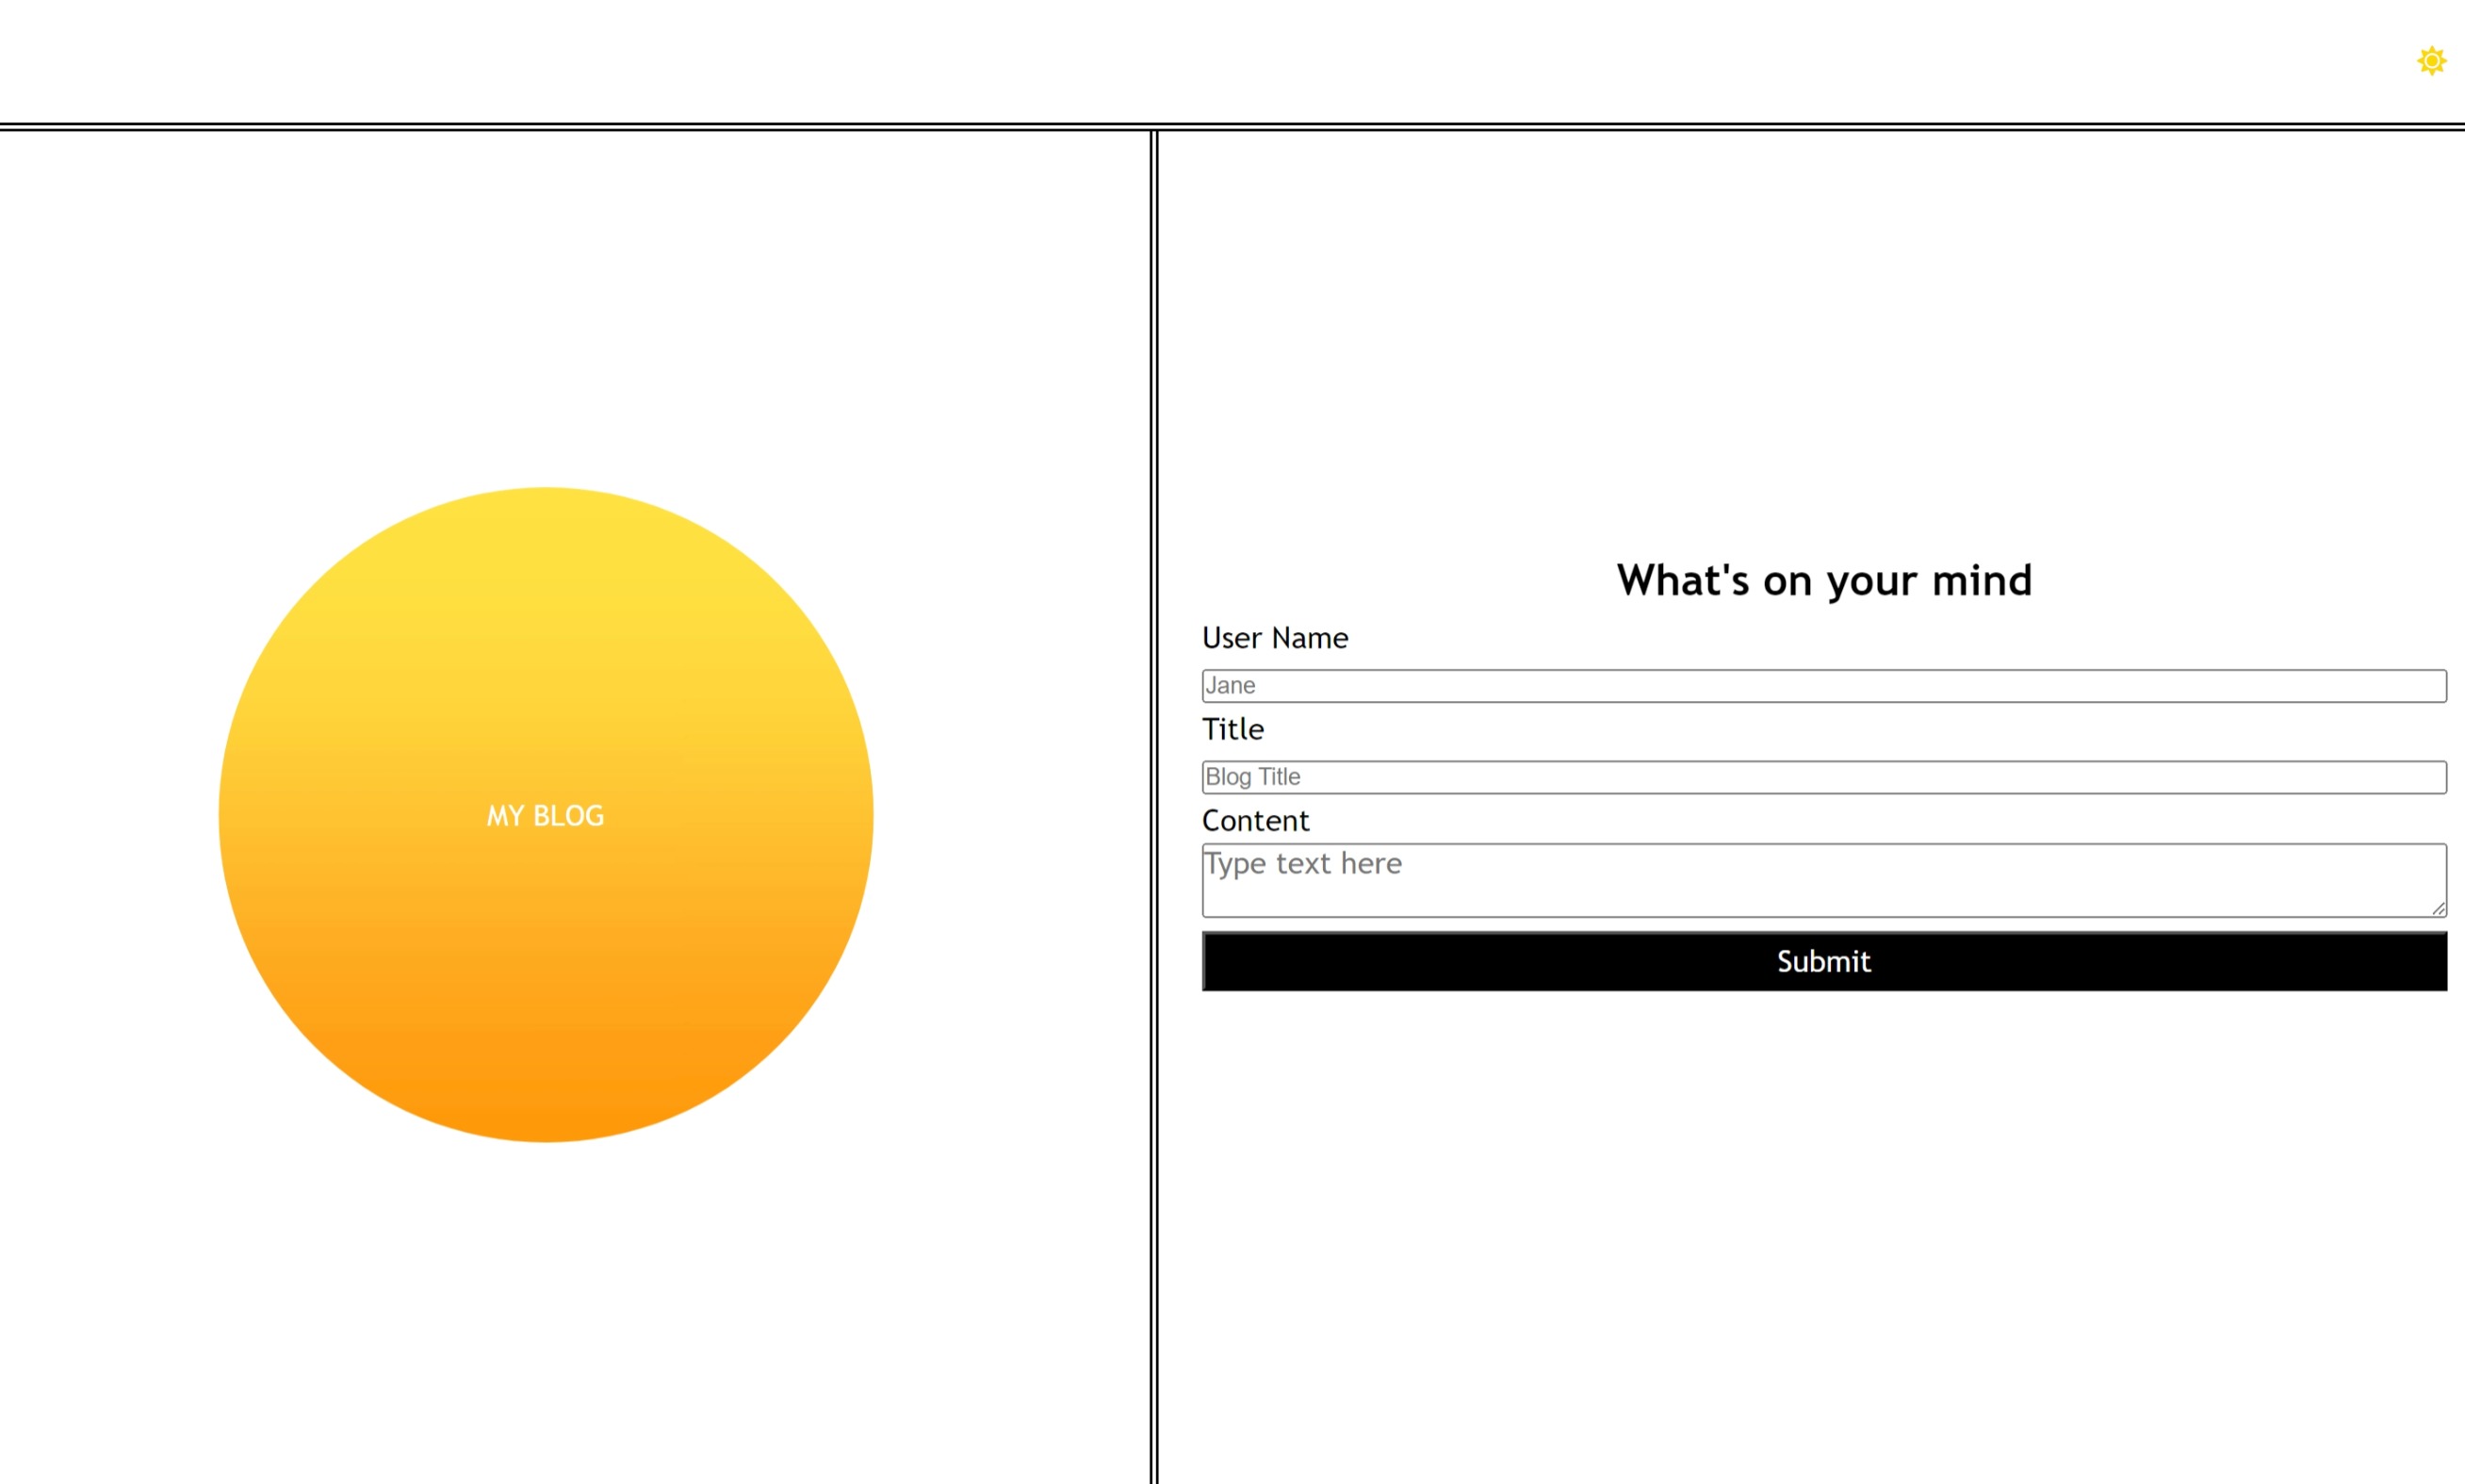 MY BLOG
What's on your mind
User Name
Jane
Title
Blog Title
Content
Type text here
Submit